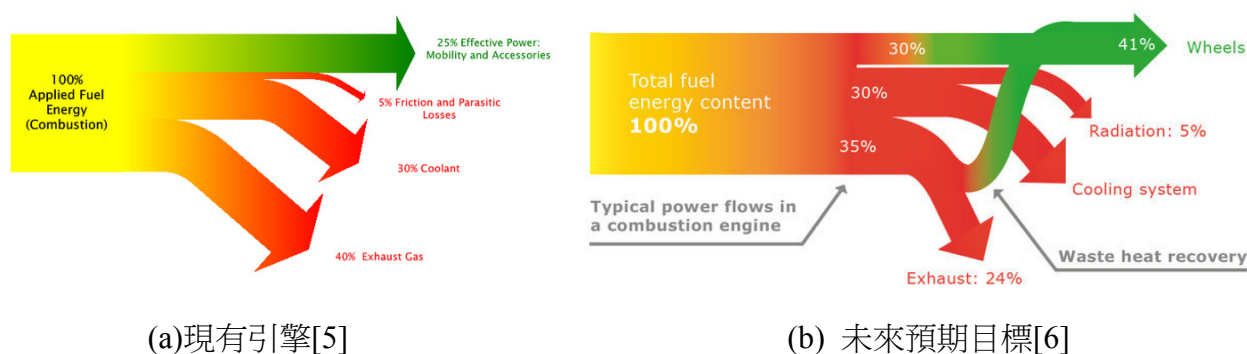 100%
Applied Fuel
Energy
(Combustion)
25% Effective Power:
Mobility and Accessories
5% Friction and Parasitic
Losses
30% Coolant
40% Exhaust Gas
(a)現有引擎[5]
Total fuel
energy content
100%
30%
41%
Wheels
30%
35%
Radiation: 5%
Cooling system
Typical power flows in
a combustion engine
Waste heat recovery
Exhaust: 24%
(b) 未來預期目標[6]